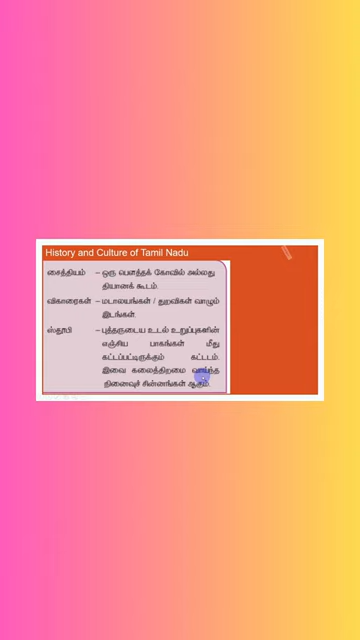 History and Culture of Tamil Nadu
சைத்தியம் – ஒரு பௌத்தக் கோவில் அல்லது
தியானக் கூடம்.
விகாரைகள் – மடாலயங்கள் / துறவிகள் வாழும்
இடங்கள்.
ஸ்தூபி – புத்தருடைய உடல் உறுப்புகளின்
எஞ்சிய பாகங்கள் மீது
கட்டப்பட்டிருக்கும் கட்டடம்.
இவை கலைத்திறமை வாய்ந்த
நினைவுச் சின்னங்கள் ஆகும்.